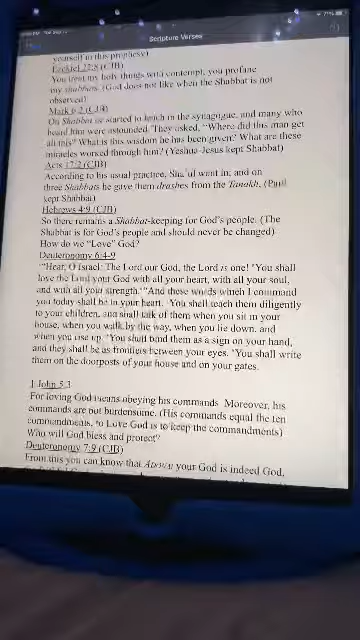 Scripture Verses
yourself in this prophesy)
Ezekiel 22:8 (CJB)
You treat my holy things with contempt, you profane
my shabbats. (God does not like when the Shabbat is not
observed)
Mark 6:2 (CJB)
On Shabbat he started to teach in the synagogue, and many who
heard him were astounded. They asked, "Where did this man get
all this? What is this wisdom he has been given? What are these
miracles worked through him? (Yeshua-Jesus kept Shabbat)
Acts 17:2 (CJB)
According to his usual practice, Sha'ul went in; and on
three Shabbats he gave them drashes from the Tanakh, (Paul
kept Shabbat)
Hebrews 4:9 (CJB)
So there remains a Shabbat-keeping for God's people. (The
Shabbat is for God's people and should never be changed)
How do we "Love" God?
Deuteronomy 6:4-9
"Hear, O Israel: The Lord our God, the Lord is one! "You shall
love the Lord your God with all your heart, with all your soul,
and with all your strength. "And these words which I command
you today shall be in your heart. "You shall teach them diligently
to your children, and shall talk of them when you sit in your
house, when you walk by the way, when you lie down, and
when you rise up. "You shall bind them as a sign on your hand,
and they shall be as frontlets between your eyes. "You shall write
them on the doorposts of your house and on your gates.
1 John 5:3
For loving God means obeying his commands. Moreover, his
commands are not burdensome. (His commands equal the ten
commandments, to Love God is to keep the commandments)
Who will God bless and protect?
Deuteronomy 7:9 (CJB)
From this you can know that ADONAI your God is indeed God,